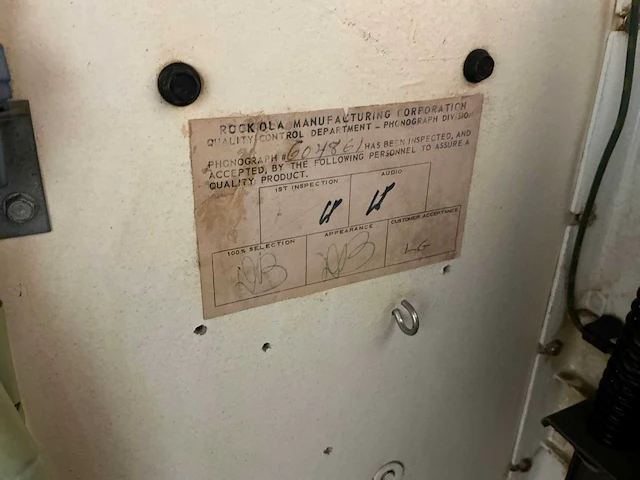 ROCK OLA MANUFACTURING CORPORATION
QUALITY CONTROL DEPARTMENT - PHONOGRAPH DIVISION
PHONOGRAPH # 604861 HAS BEEN INSPECTED, AND
ACCEPTED, BY THE FOLLOWING PERSONNEL TO ASSURE A
QUALITY PRODUCT.
1ST INSPECTION AUDIO
100% SELECTION APPEARANCE CUSTOMER ACCEPTANCE
LG